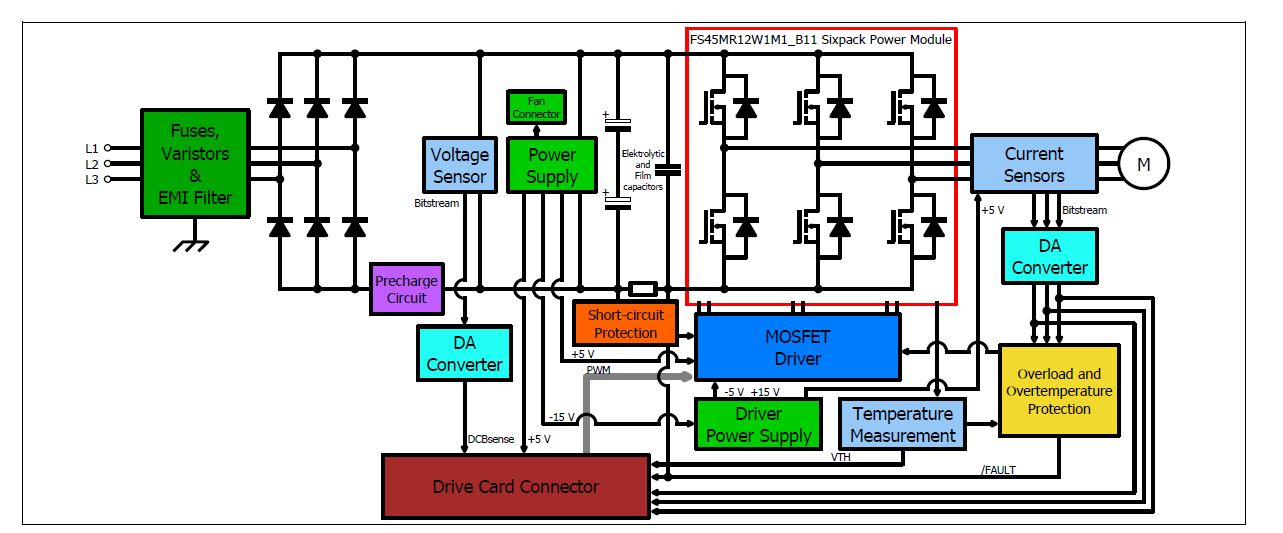 FS45MR12W1M1_B11 Sixpack Power Module
Fan
Connector
Fuses,
Varistors
&
EMI Filter
L1
L2
L3
Voltage
Sensor
Bitstream
Power
Supply
+
+
Elektrolytic
and
Film
capacitors
Current
Sensors
M
+5 V
Bitstream
DA
Converter
Precharge
Circuit
Short-circuit
Protection
MOSFET
Driver
DA
Converter
+5 V
PWM
-5 V
+15 V
Overload and
Overtemperature
Protection
-15 V
Driver
Power Supply
Temperature
Measurement
DCBsense
+5 V
VTH
/FAULT
Drive Card Connector